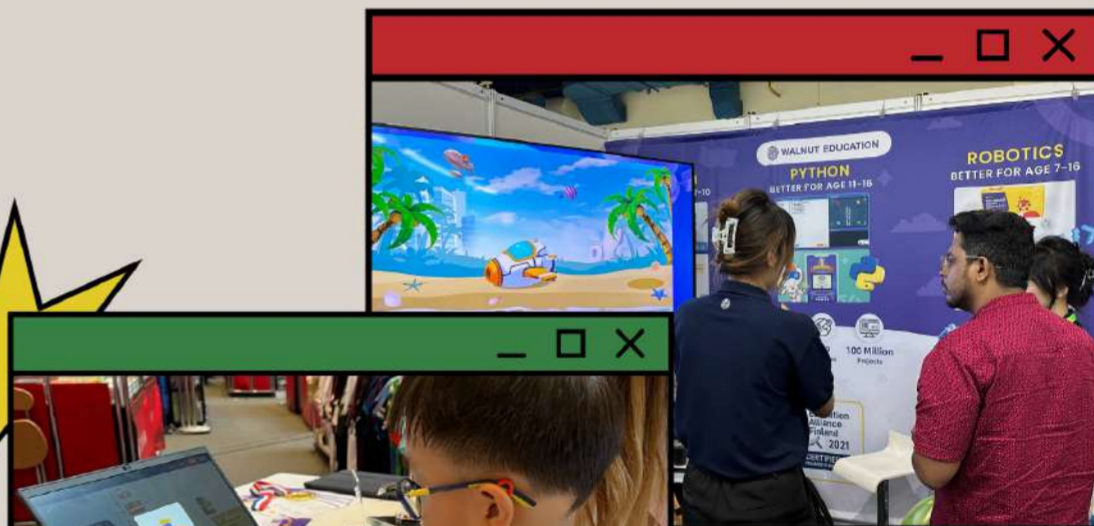 WALNUT EDUCATION
PYTHON
BETTER FOR AGE 11-16
ROBOTICS
BETTER FOR AGE 7-16
100 Million
Projects
Alliance
Finland
2021